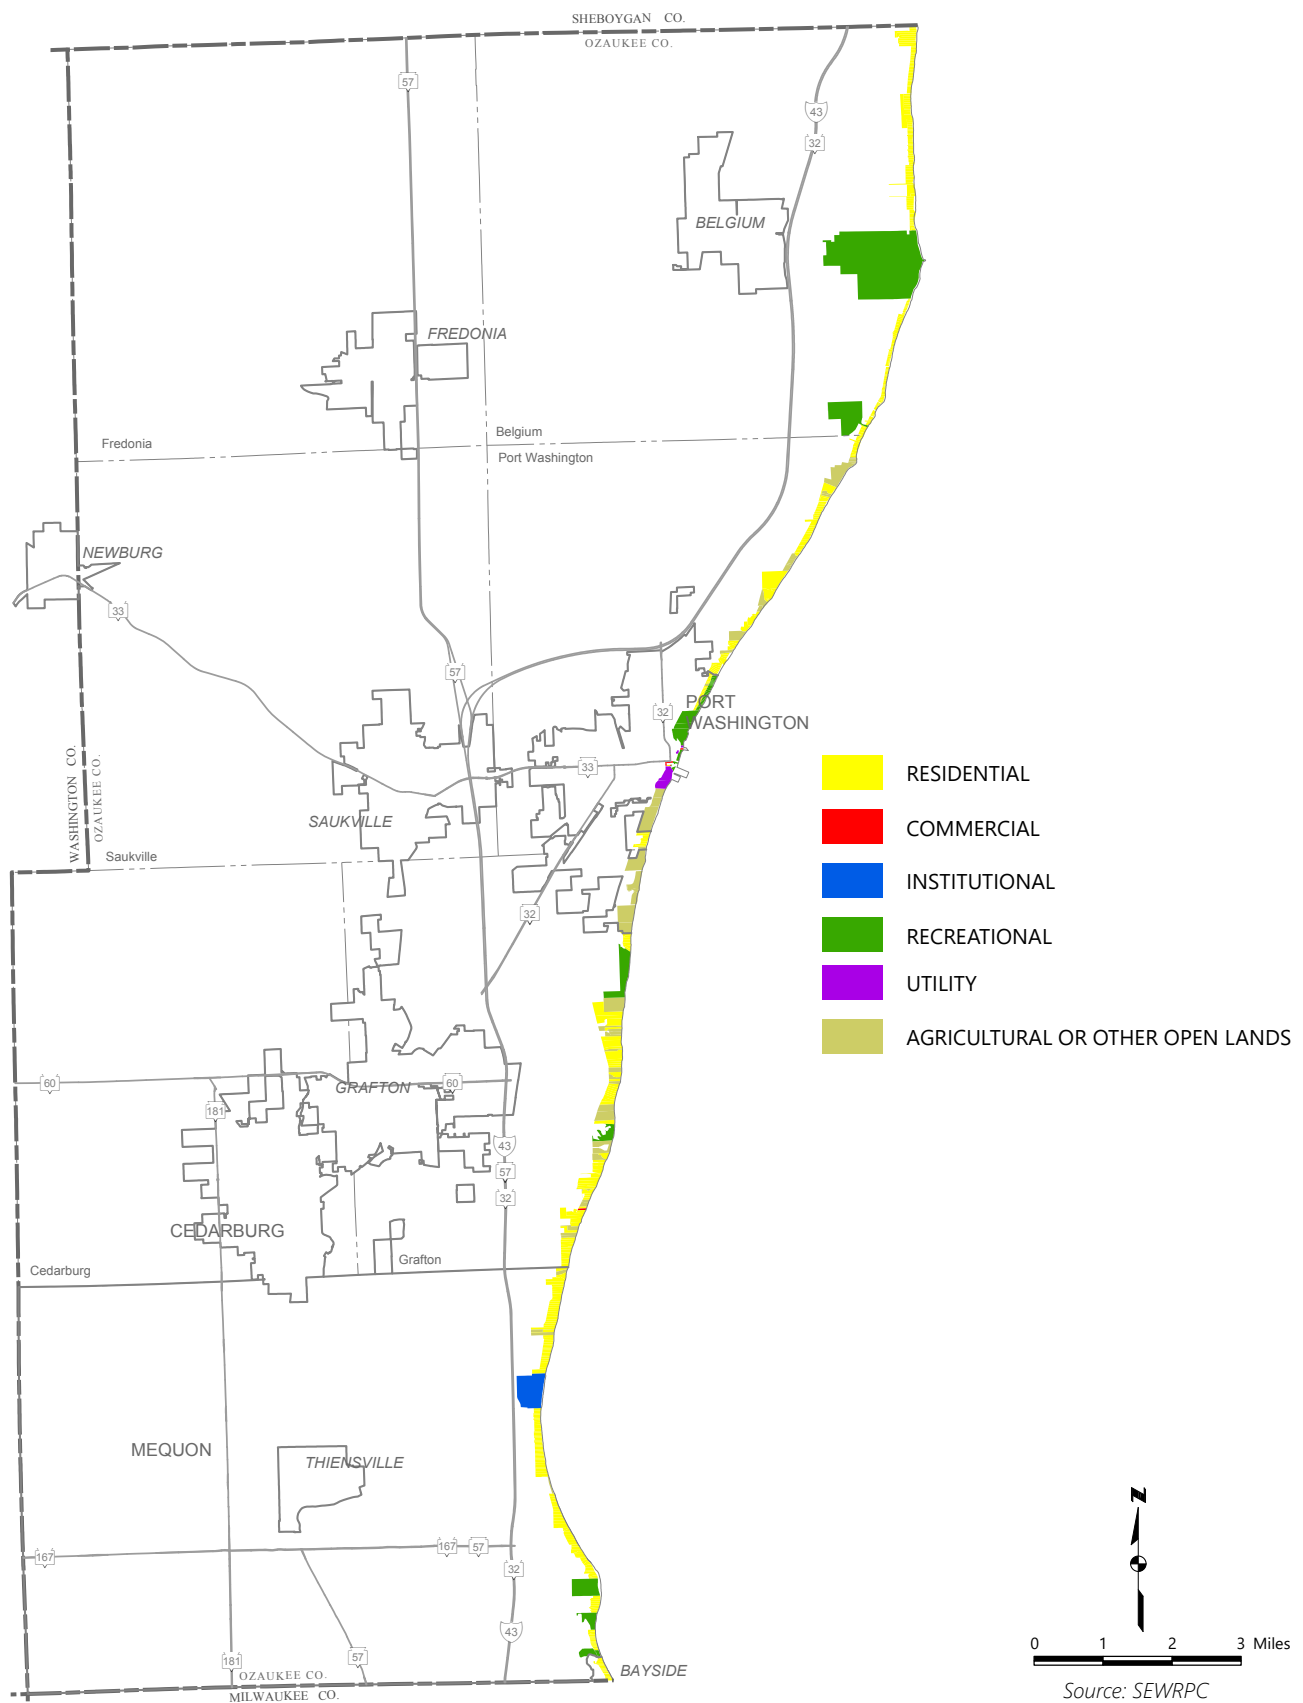 SHEBOYGAN CO.
OZAUKEE CO.
57
43
32
BELGIUM
FREDONIA
Fredonia
Belgium
Port Washington
NEWBURG
33
57
32
PORT
WASHINGTON
33
WASHINGTON CO.
OZAUKEE CO.
SAUKVILLE
Saukville
32
RESIDENTIAL
COMMERCIAL
INSTITUTIONAL
RECREATIONAL
UTILITY
AGRICULTURAL OR OTHER OPEN LANDS
60
GRAFTON
60
181
43
57
32
CEDARBURG
Cedarburg
Grafton
MEQUON
THIENSVILLE
167
167
57
32
43
181
57
BAYSIDE
OZAUKEE CO.
MILWAUKEE CO.
N
0 1 2 3 Miles
Source: SEWRPC